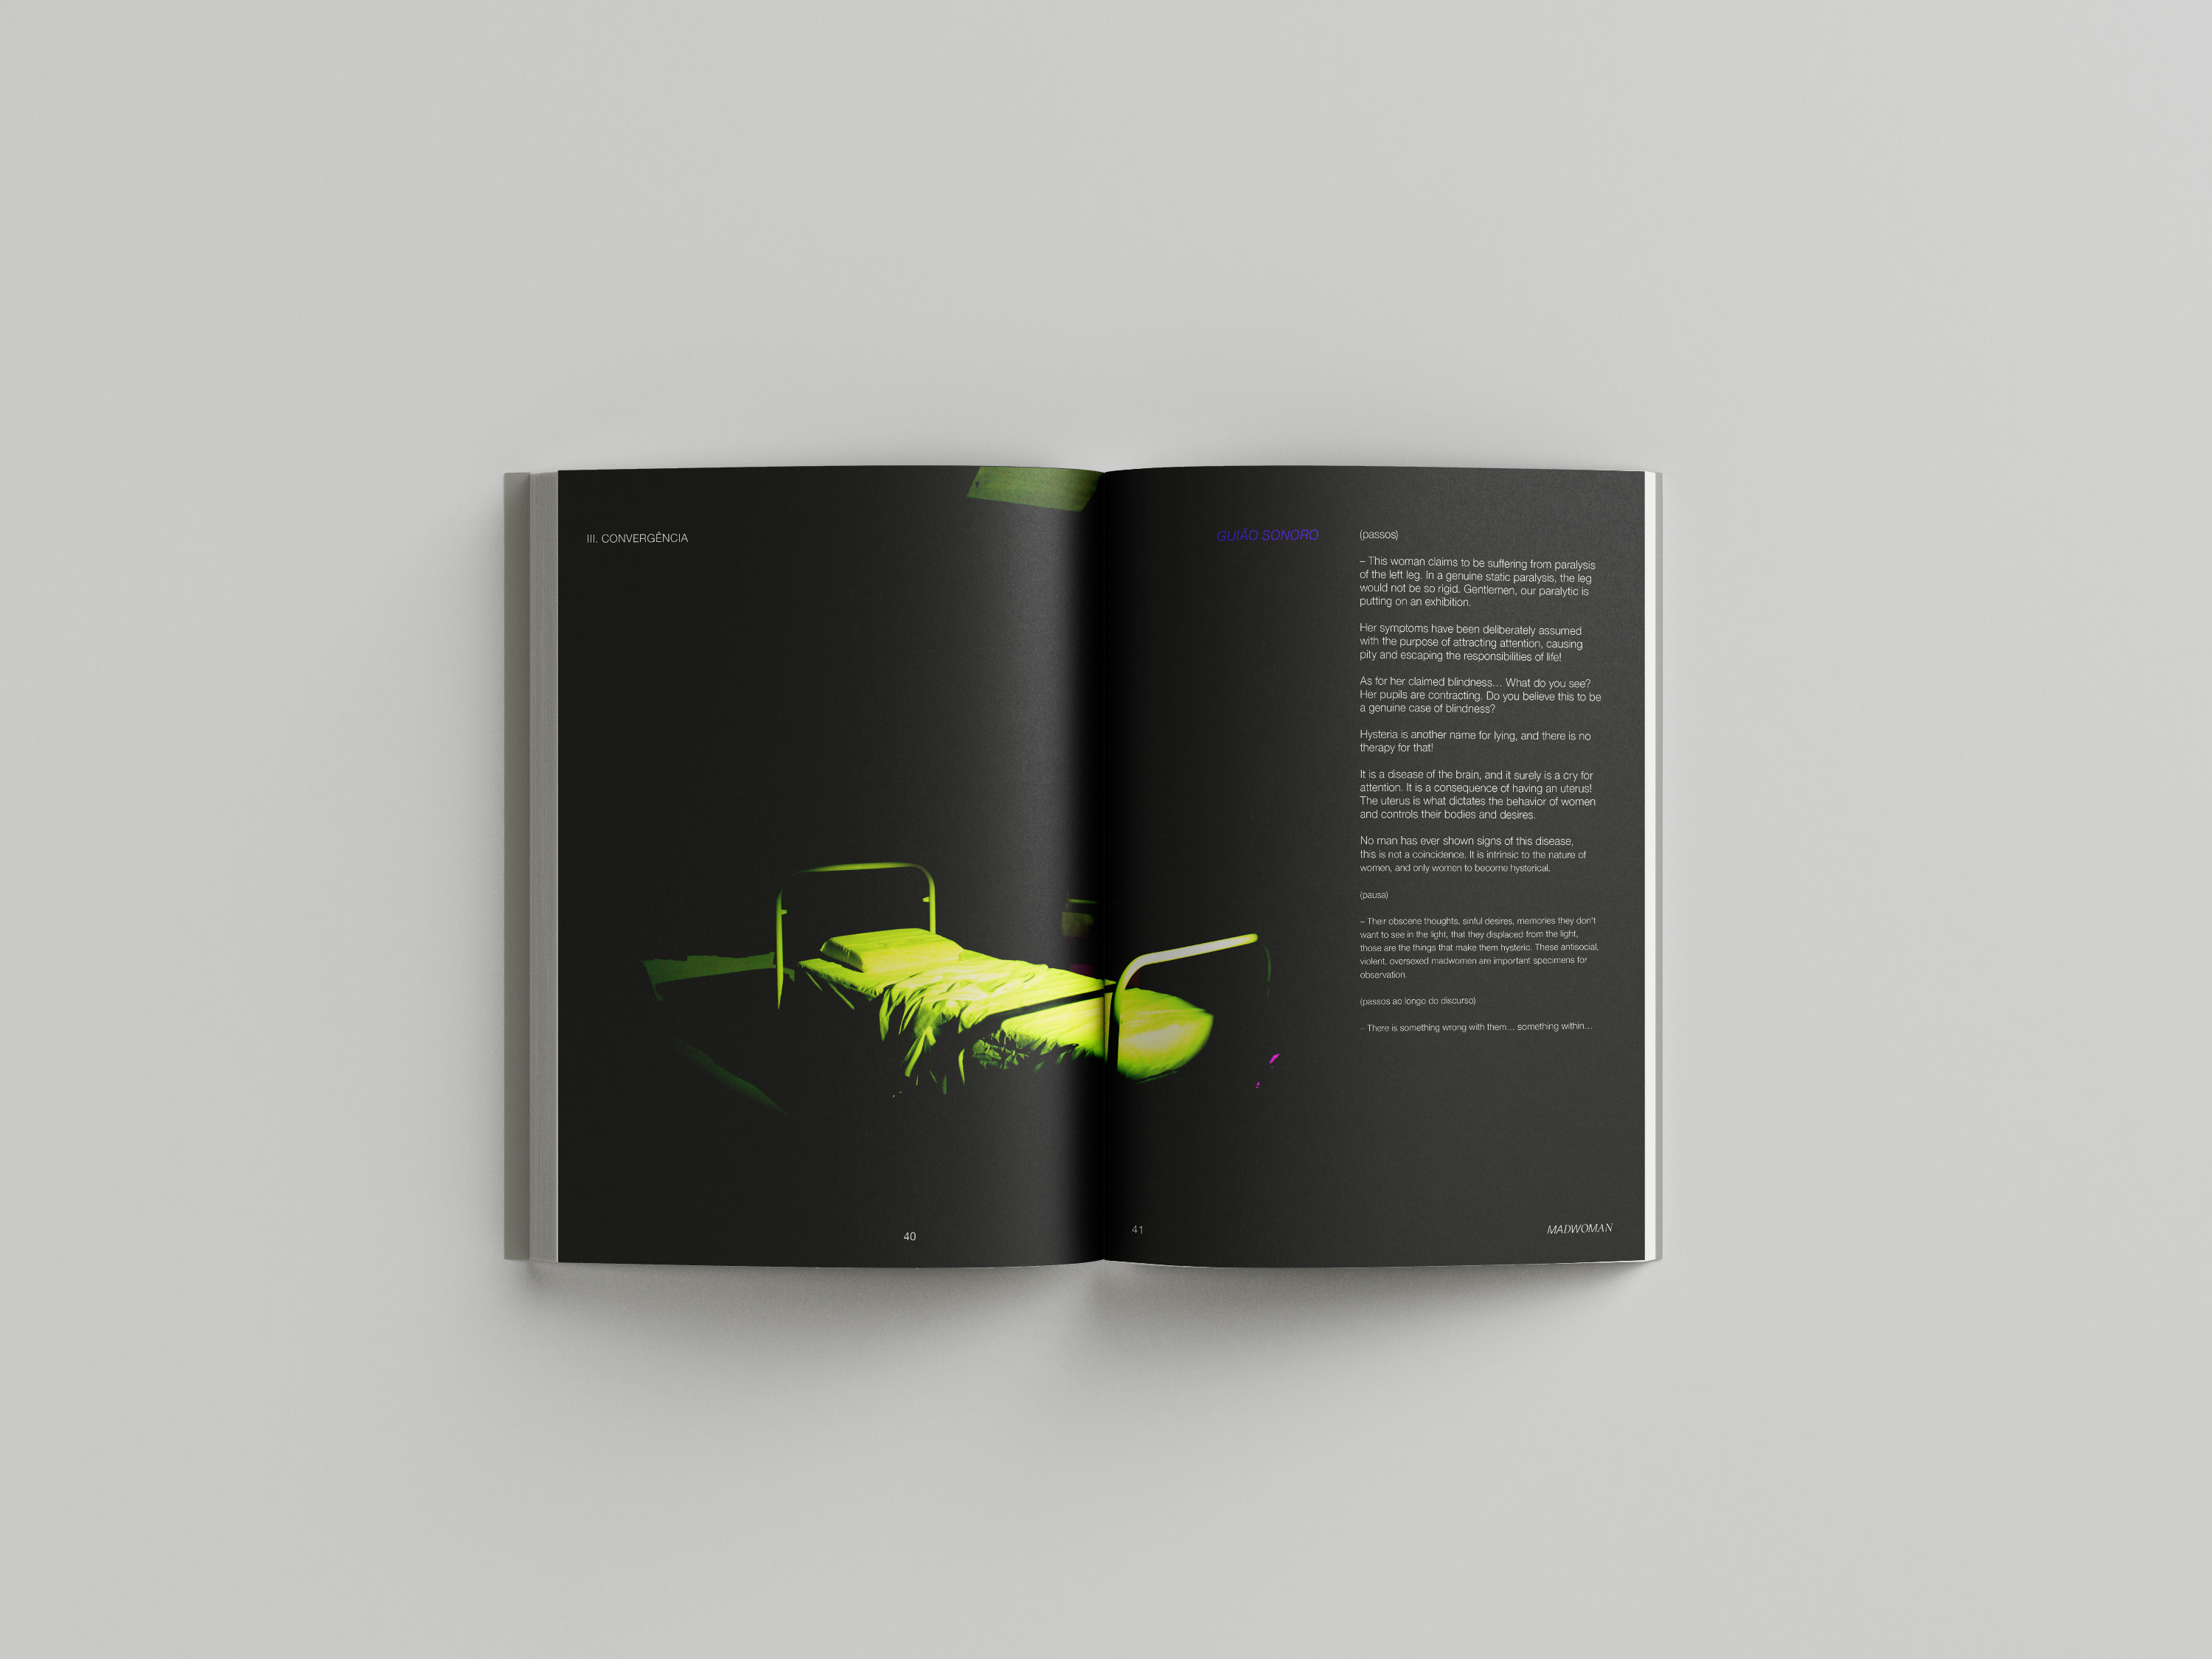 III. CONVERGÊNCIA
40
GUIÃO SONORO
(passos)
– This woman claims to be suffering from paralysis
of the left leg. In a genuine static paralysis, the leg
would not be so rigid. Gentlemen, our paralytic is
putting on an exhibition.
Her symptoms have been deliberately assumed
with the purpose of attracting attention, causing
pity and escaping the responsibilities of life!
As for her claimed blindness... What do you see?
Her pupils are contracting. Do you believe this to be
a genuine case of blindness?
Hysteria is another name for lying, and there is no
therapy for that!
It is a disease of the brain, and it surely is a cry for
attention. It is a consequence of having an uterus!
The uterus is what dictates the behavior of women
and controls their bodies and desires.
No man has ever shown signs of this disease,
this is not a coincidence. It is intrinsic to the nature of
women, and only women to become hysterical.
(pausa)
– Their obscene thoughts, sinful desires, memories they don't
want to see in the light, that they displaced from the light,
those are the things that make them hysteric. These antisocial,
violent, oversexed madwomen are important specimens for
observation.
(passos ao longo do discurso)
– There is something wrong with them... something within...
41
MADWOMAN